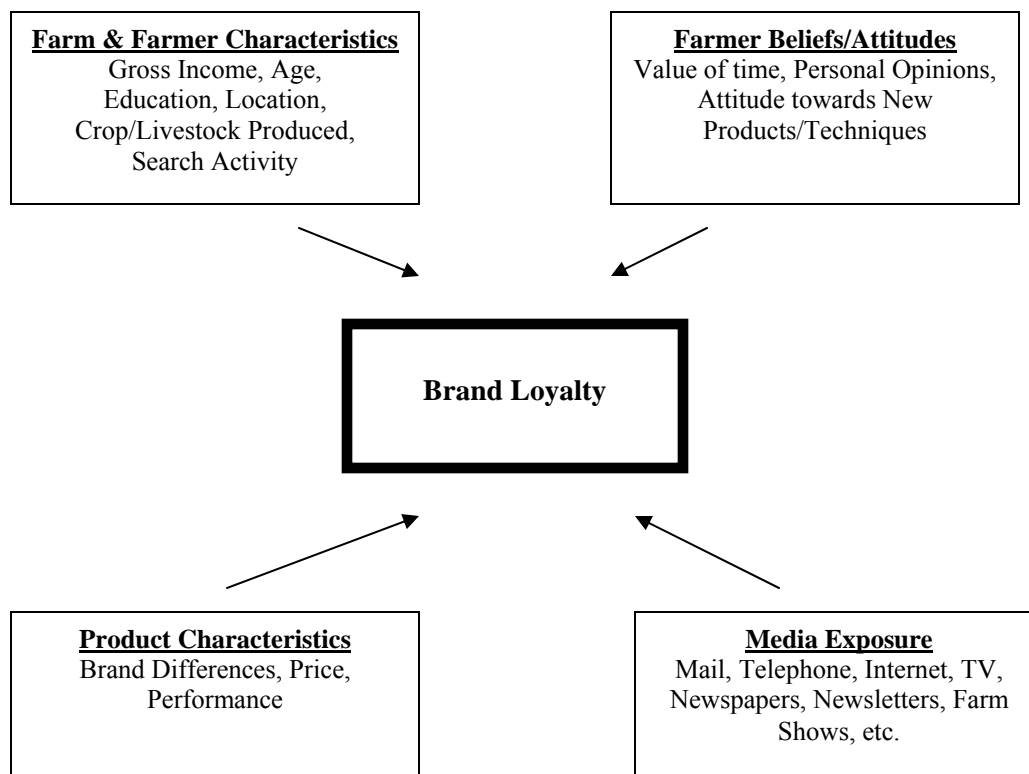 Farm & Farmer Characteristics
Gross Income, Age,
Education, Location,
Crop/Livestock Produced,
Search Activity
Farmer Beliefs/Attitudes
Value of time, Personal Opinions,
Attitude towards New
Products/Techniques
Brand Loyalty
Product Characteristics
Brand Differences, Price,
Performance
Media Exposure
Mail, Telephone, Internet, TV,
Newspapers, Newsletters, Farm
Shows, etc.